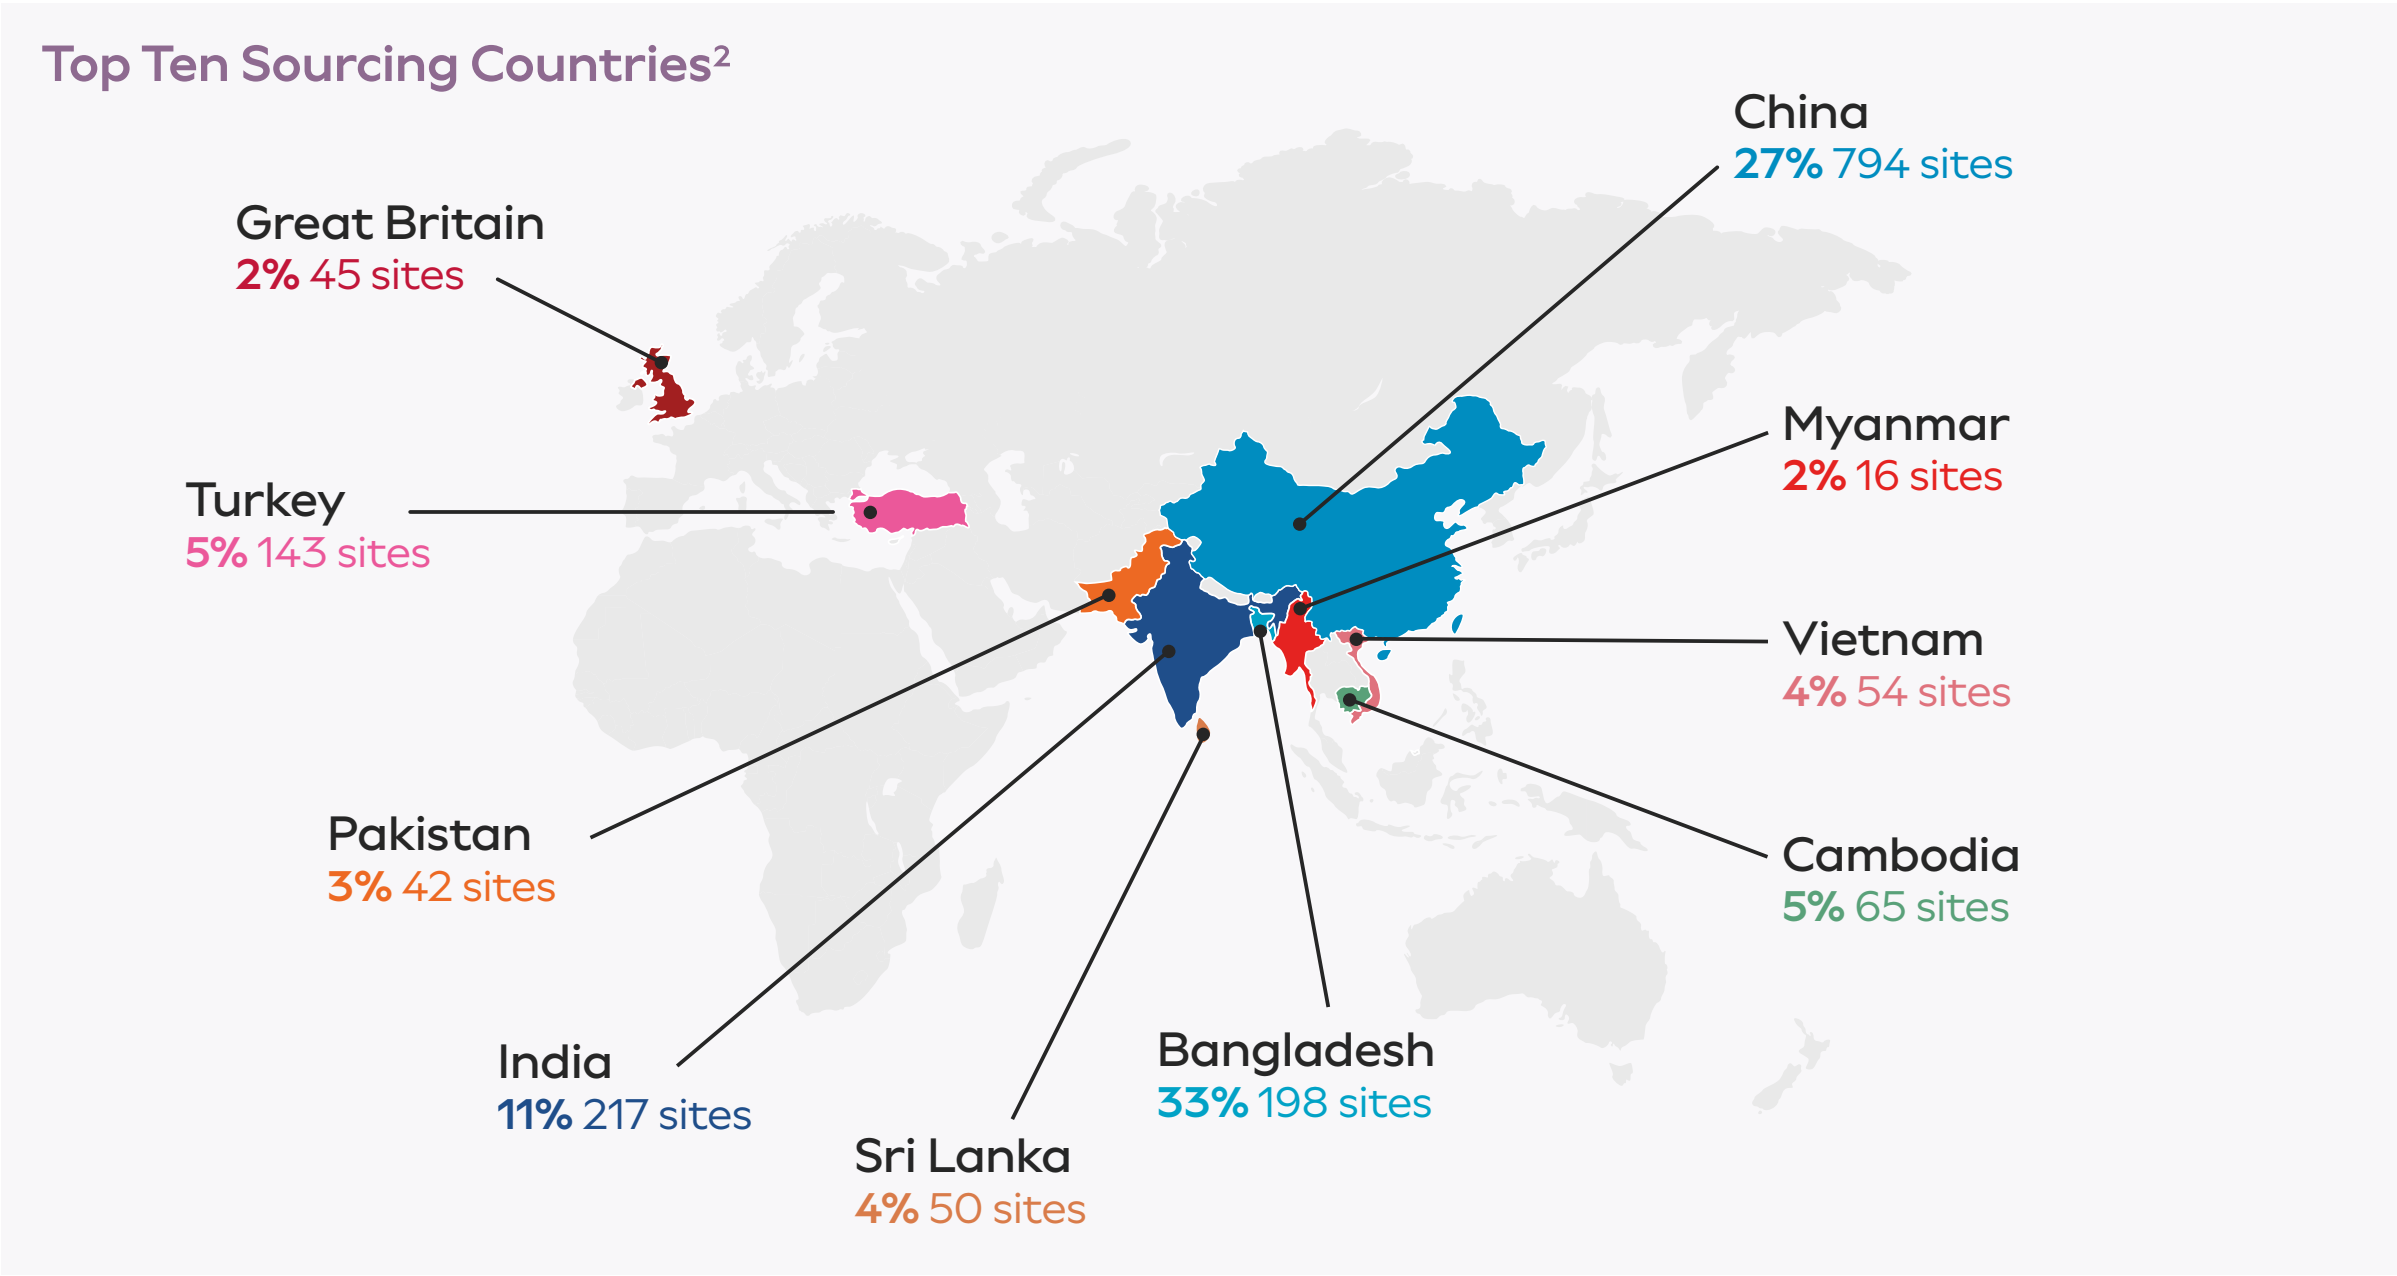 Top Ten Sourcing Countries²
China
27% 794 sites
Great Britain
2% 45 sites
Myanmar
2% 16 sites
Turkey
5% 143 sites
Vietnam
4% 54 sites
Pakistan
3% 42 sites
Cambodia
5% 65 sites
India
11% 217 sites
Bangladesh
33% 198 sites
Sri Lanka
4% 50 sites